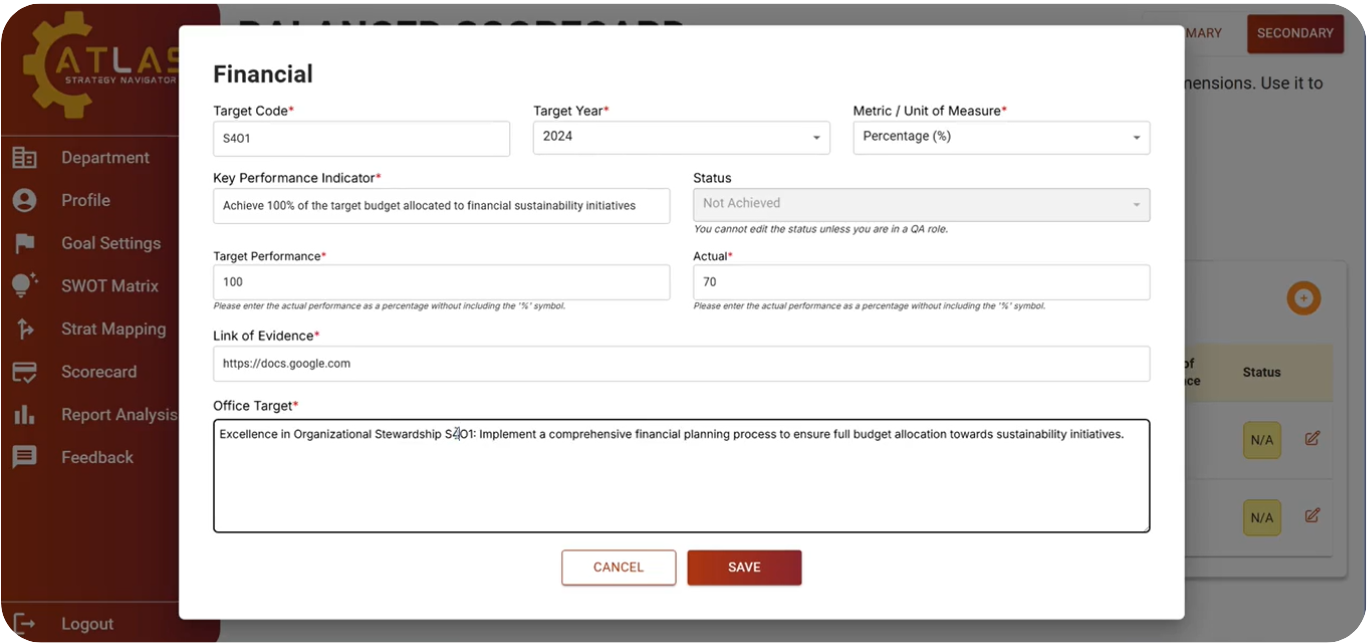 BALANCED SCORECARD
ATLAS
STRATEGY NAVIGATOR
MARY
SECONDARY
mensions. Use it to
Department
Profile
Goal Settings
SWOT Matrix
Strat Mapping
Scorecard
Report Analysis
Feedback
Logout
Financial
Target Code*
Target Year*
Metric / Unit of Measure*
S4O1
2024
Percentage (%)
Key Performance Indicator*
Status
Achieve 100% of the target budget allocated to financial sustainability initiatives
Not Achieved
You cannot edit the status unless you are in a QA role.
Target Performance*
Actual*
100
70
Please enter the actual performance as a percentage without including the '%' symbol.
Please enter the actual performance as a percentage without including the '%' symbol.
Link of Evidence*
https://docs.google.com
Office Target*
Excellence in Organizational Stewardship S4O1: Implement a comprehensive financial planning process to ensure full budget allocation towards sustainability initiatives.
CANCEL
SAVE
of
nce
Status
N/A
N/A